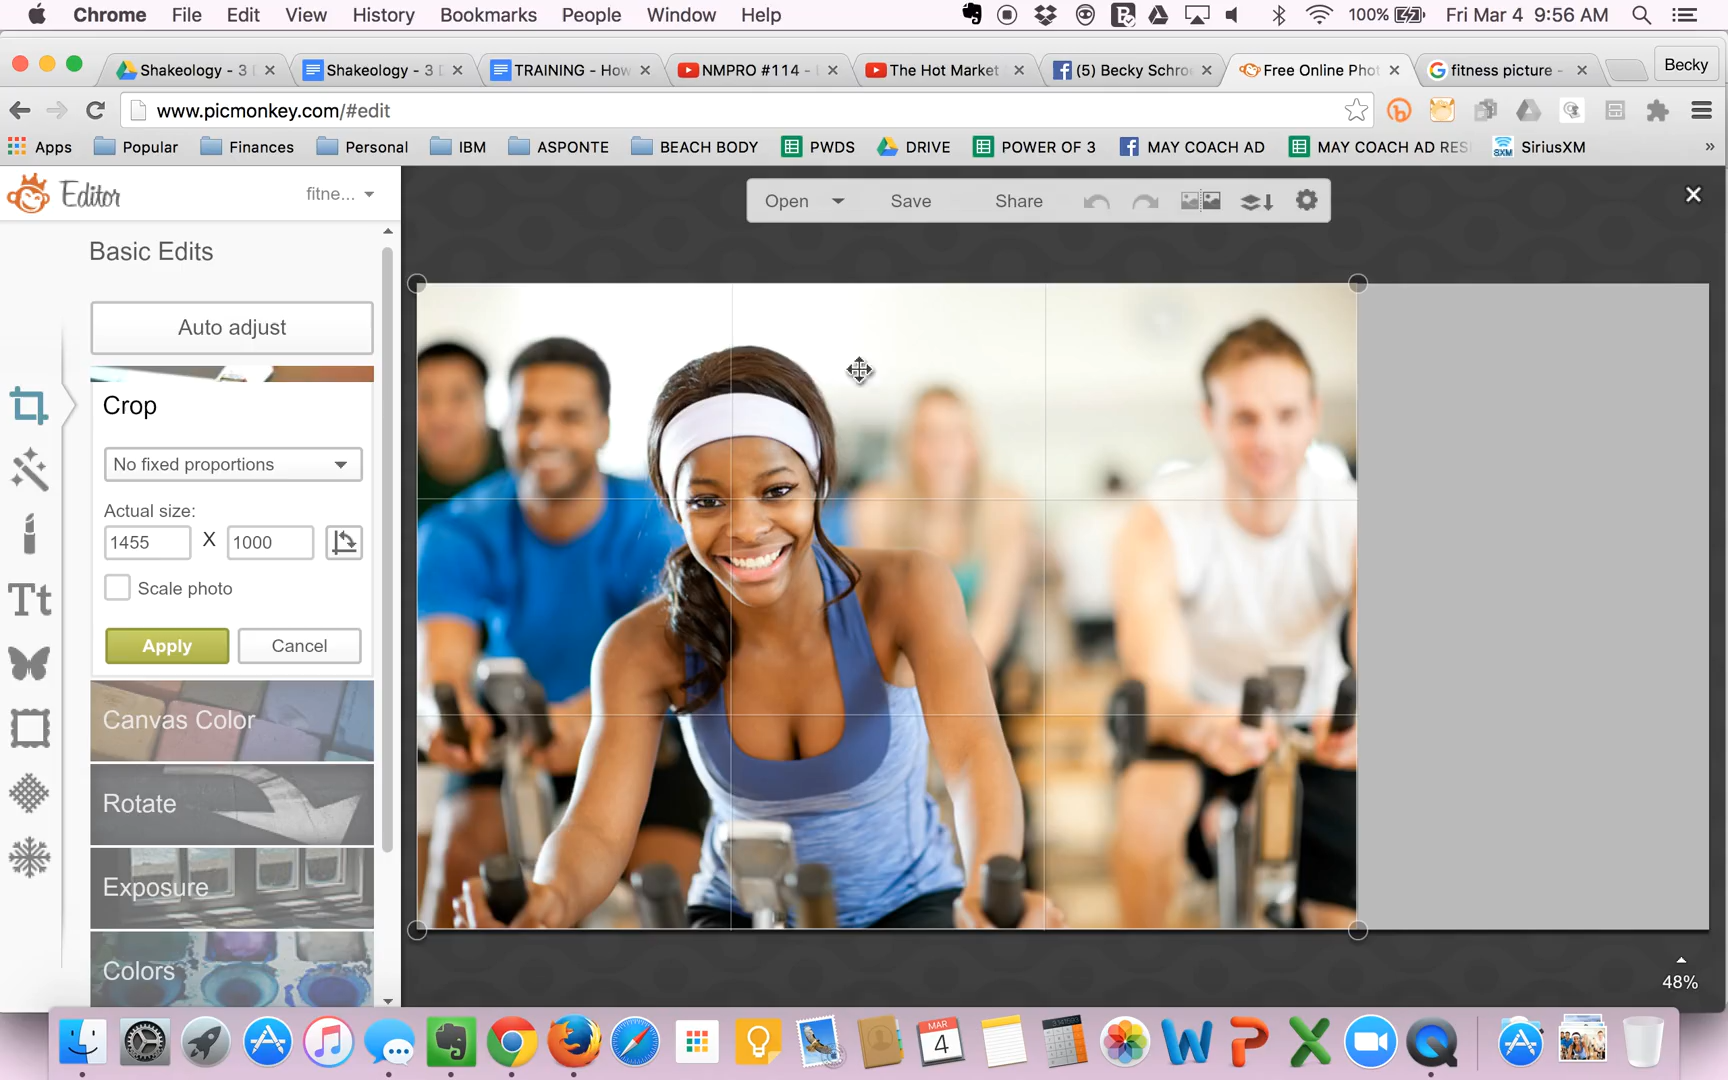 Chrome File Edit View History Bookmarks People Window Help 100% Fri Mar 4 9:56 AM
Shakeology - 3 D Shakeology - 3 D TRAINING - How NMPRO #114 - The Hot Market (5) Becky Schro Free Online Phot fitness picture - Becky
www.picmonkey.com/#edit
Apps Popular Finances Personal IBM ASPONTE BEACH BODY PWDS DRIVE POWER OF 3 MAY COACH AD MAY COACH AD RES SiriusXM »
Editor fitne...
Open Save Share
Basic Edits
Auto adjust
Crop
No fixed proportions
Actual size:
1455 X 1000
Scale photo
Apply Cancel
Canvas Color
Rotate
Exposure
Colors
48%
MAR
4